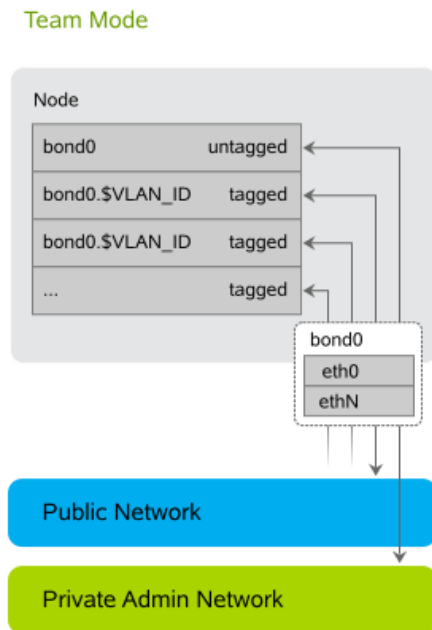 Team Mode
Node
bond0 untagged
bond0.$VLAN_ID tagged
bond0.$VLAN_ID tagged
... tagged
bond0
eth0
ethN
Public Network
Private Admin Network